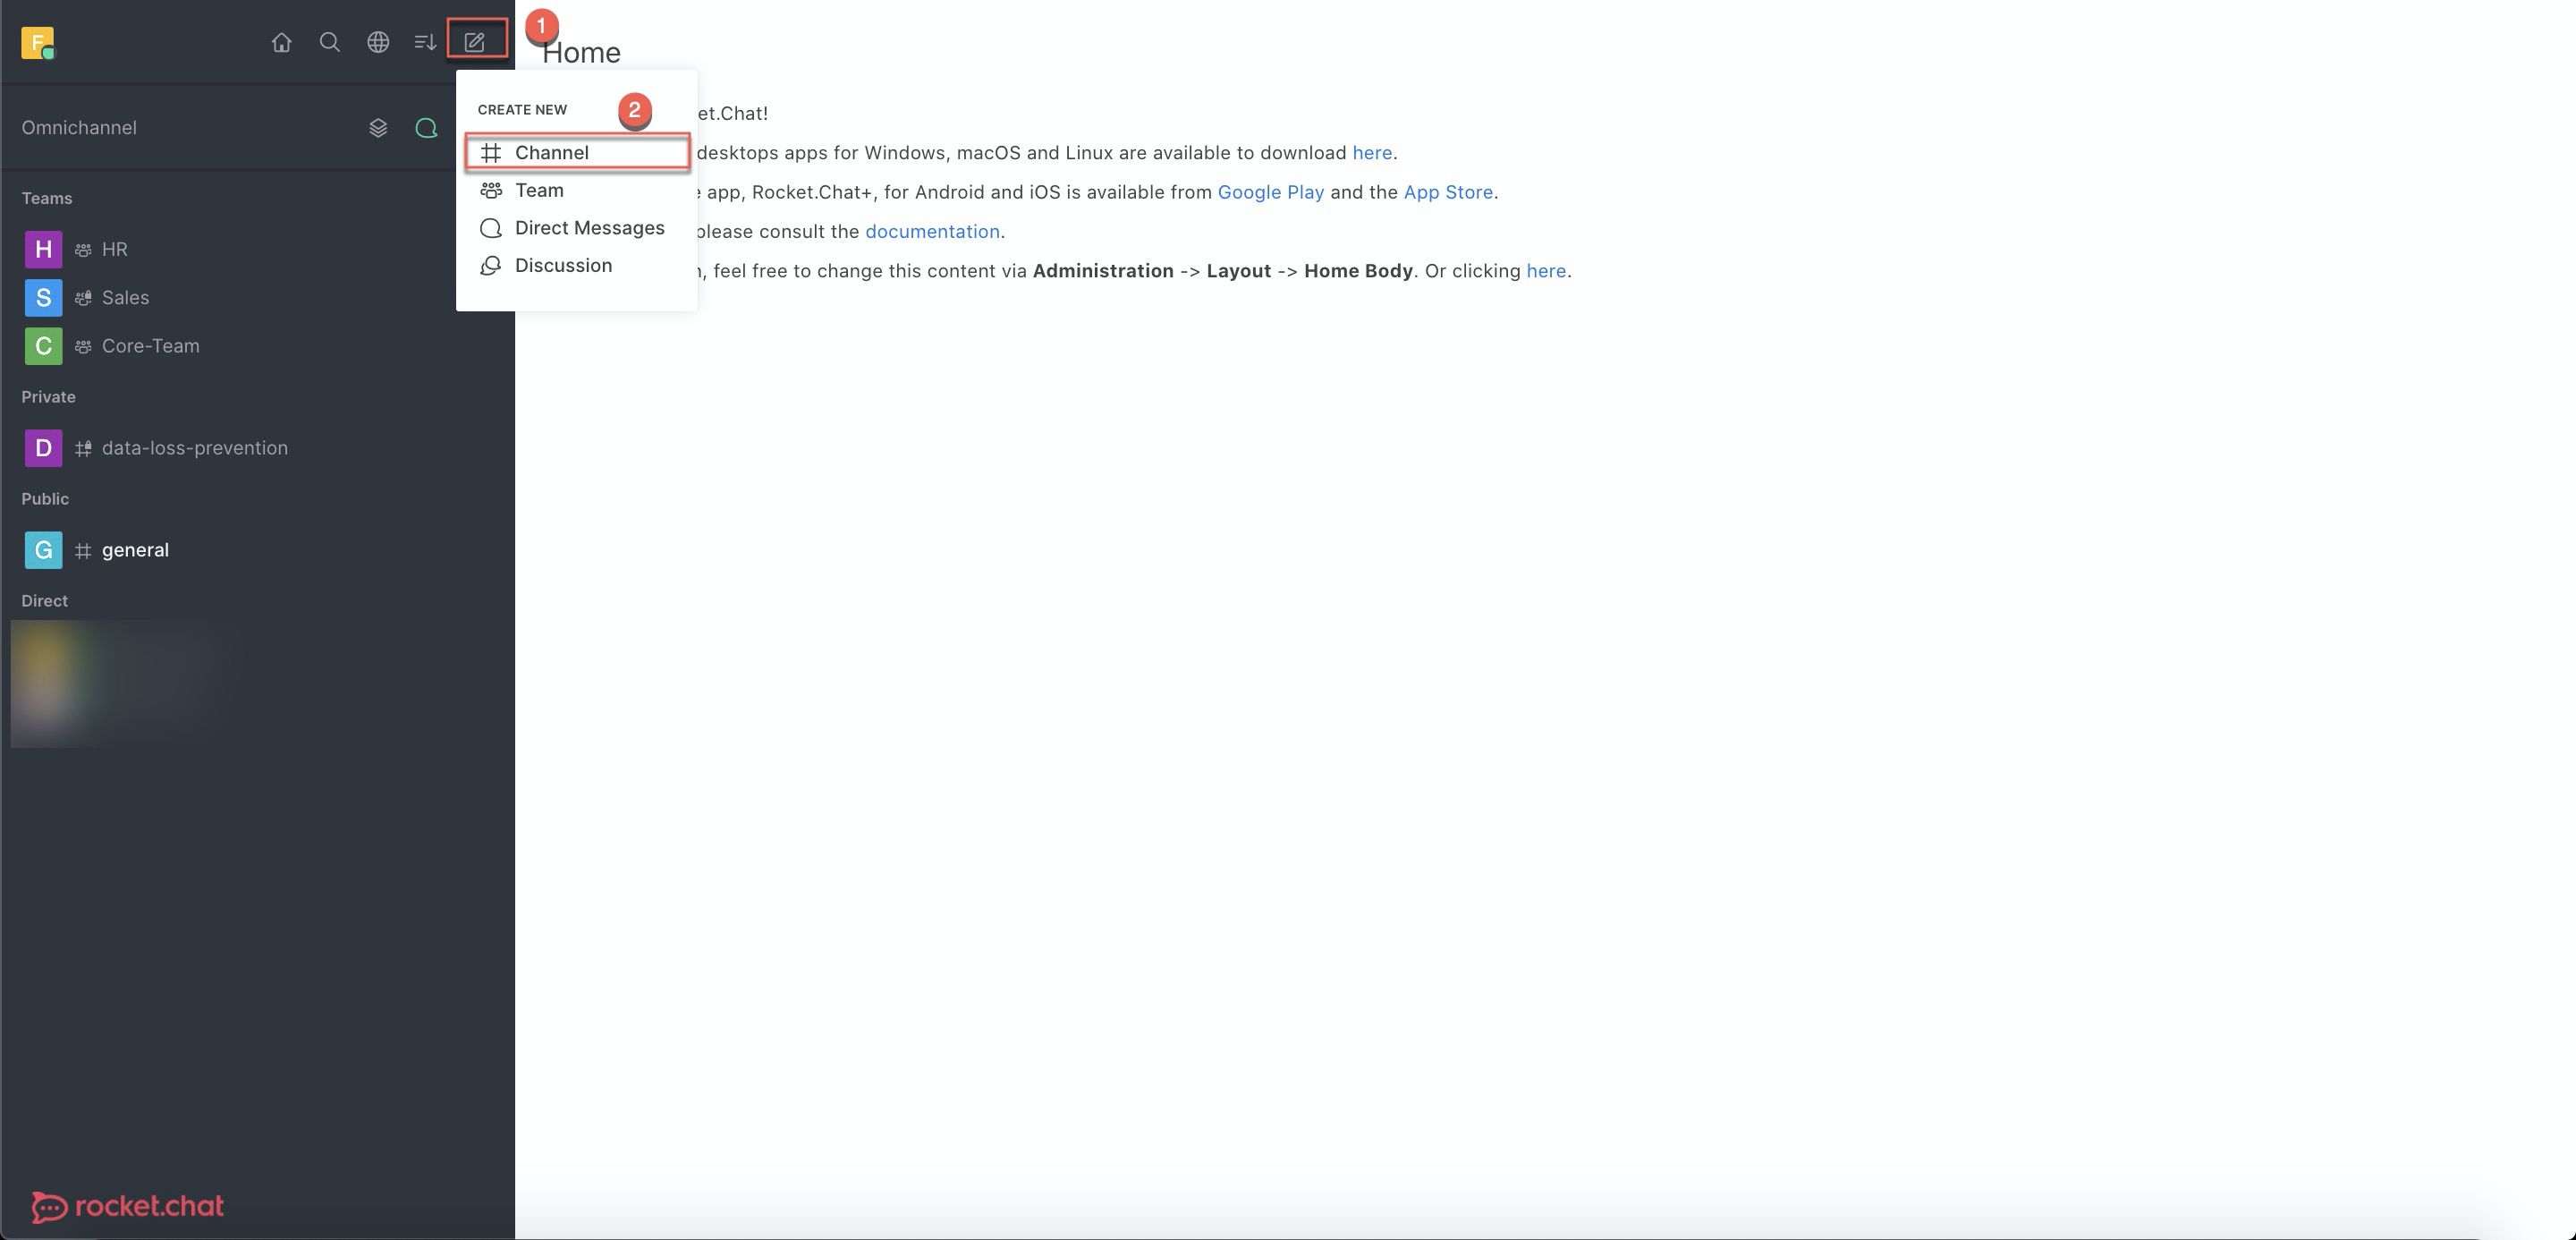 F
1
Home
CREATE NEW
2
et.Chat!
Channel
desktops apps for Windows, macOS and Linux are available to download here.
Team
app, Rocket.Chat+, for Android and iOS is available from Google Play and the App Store.
Direct Messages
please consult the documentation.
Discussion
, feel free to change this content via Administration -> Layout -> Home Body. Or clicking here.
Omnichannel
Teams
H HR
S Sales
C Core-Team
Private
D data-loss-prevention
Public
G # general
Direct
rocket.chat